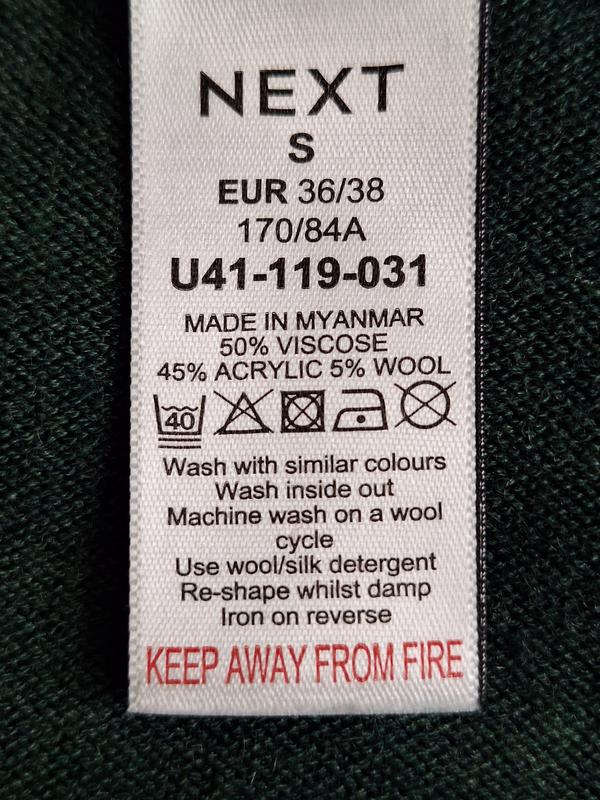 NEXT
S
EUR 36/38
170/84A
U41-119-031
MADE IN MYANMAR
50% VISCOSE
45% ACRYLIC 5% WOOL
40
Wash with similar colours
Wash inside out
Machine wash on a wool
cycle
Use wool/silk detergent
Re-shape whilst damp
Iron on reverse
KEEP AWAY FROM FIRE